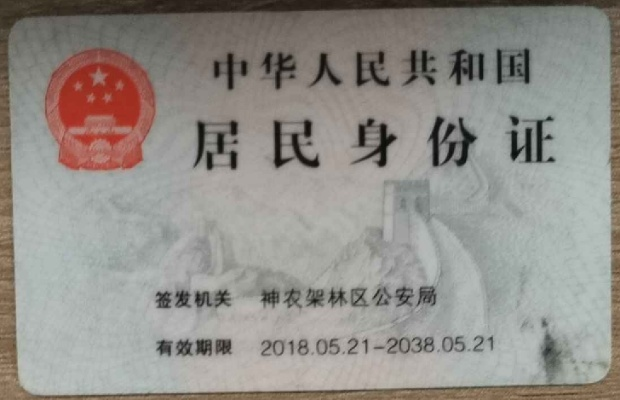 中华人民共和国
居民身份证
签发机关 神农架林区公安局
有效期限 2018.05.21-2038.05.21